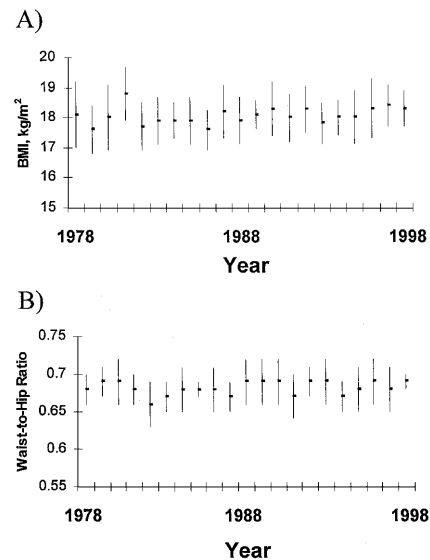 A)
20
19
18
17
16
15
BMI, kg/m²
1978 1988 1998
Year
B)
0.75
0.7
0.65
0.6
0.55
Waist-to-Hip Ratio
1978 1988 1998
Year